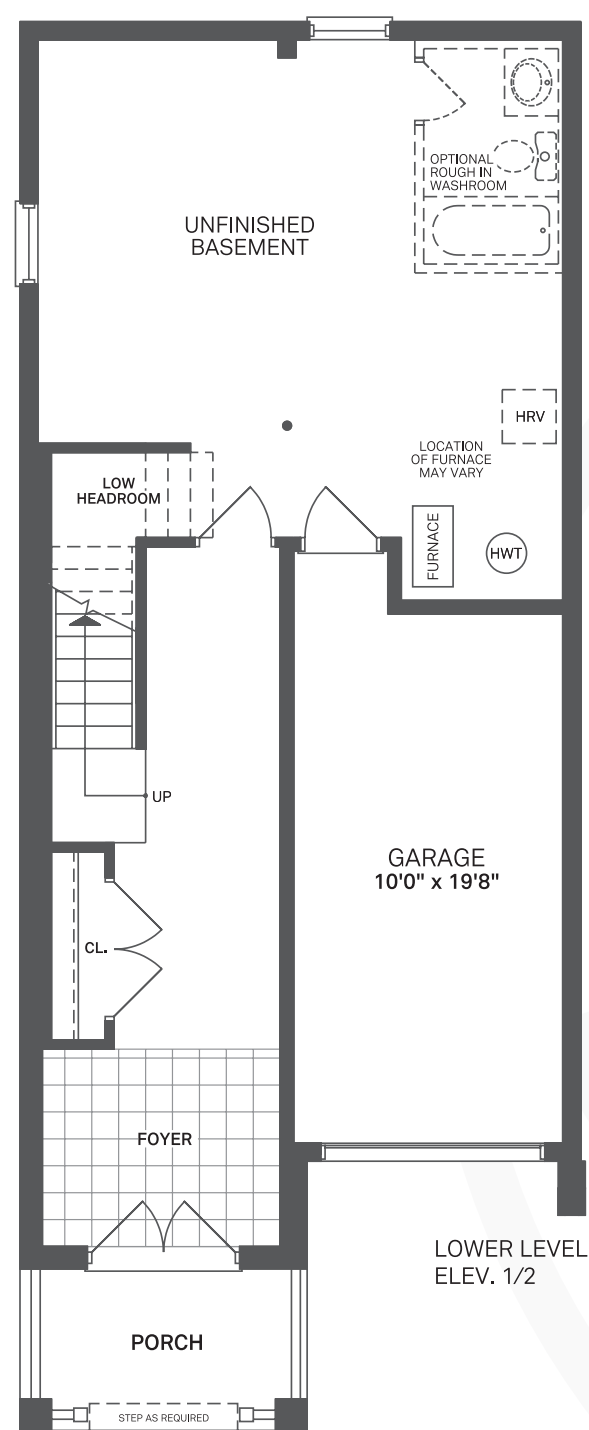 OPTIONAL
ROUGH IN
WASHROOM
UNFINISHED
BASEMENT
HRV
LOCATION
OF FURNACE
MAY VARY
LOW
HEADROOM
FURNACE
HWT
UP
GARAGE
10'0" x 19'8"
CL.
FOYER
LOWER LEVEL
ELEV. 1/2
PORCH
STEP AS REQUIRED